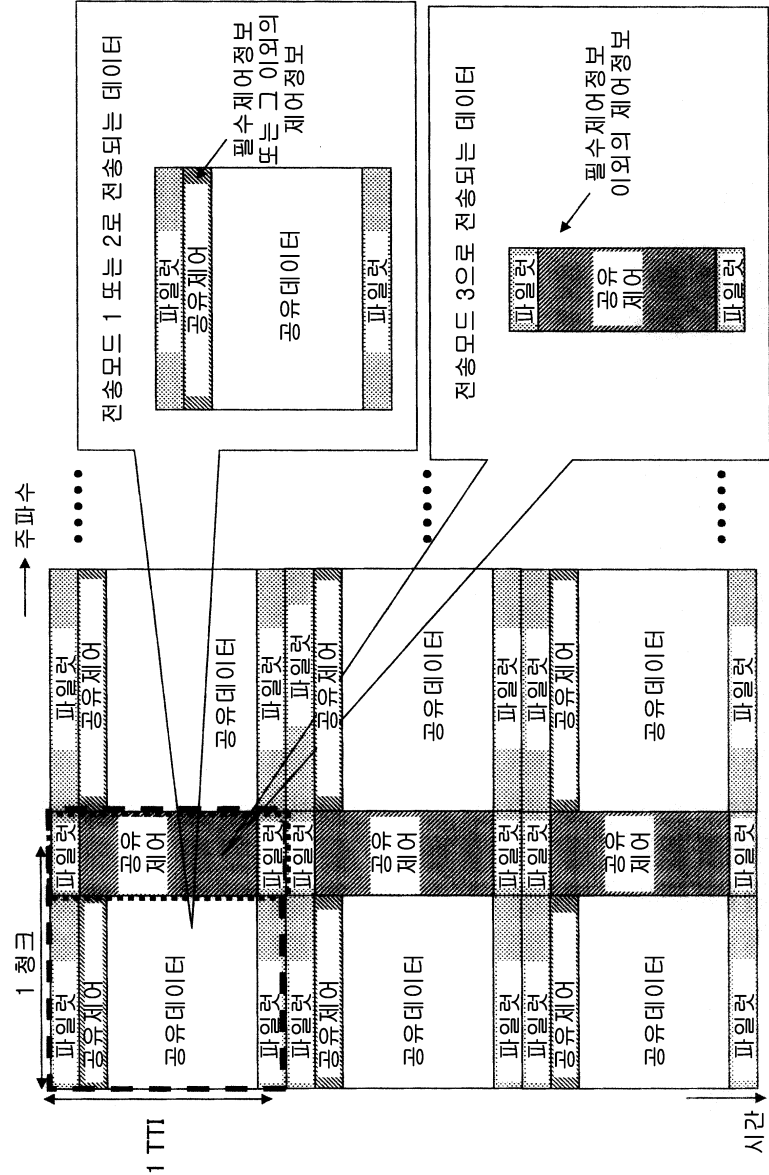 주파수
1 청크
1 TTI
시간
파일럿
공유제어
공유데이터
파일럿
파일럿
공유
제어
파일럿
파일럿
공유제어
공유데이터
파일럿
파일럿
공유제어
공유데이터
파일럿
파일럿
공유
제어
파일럿
파일럿
공유제어
공유데이터
파일럿
파일럿
공유제어
공유데이터
파일럿
파일럿
공유
제어
파일럿
파일럿
공유제어
공유데이터
파일럿
전송모드 1 또는 2로 전송되는 데이터
파일럿
공유제어
공유데이터
파일럿
필수제어정보
또는 그 이외의
제어정보
전송모드 3으로 전송되는 데이터
파일럿
공유
제어
파일럿
필수제어정보
이외의 제어정보